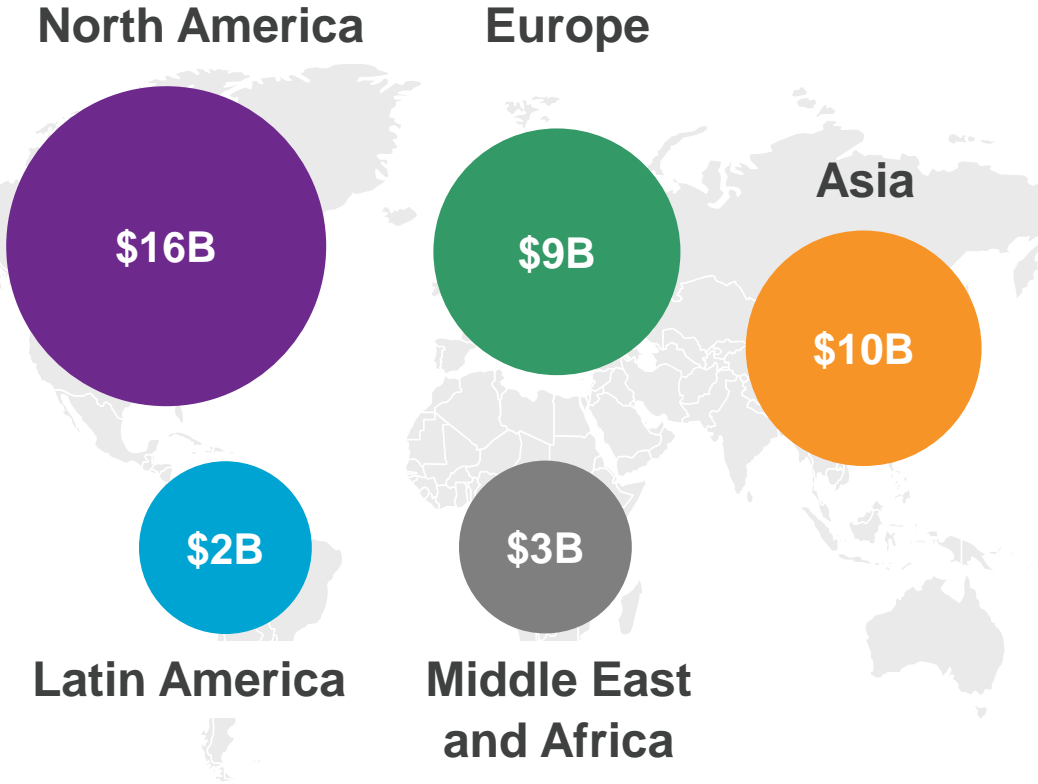 North America
$16B
Europe
$9B
Asia
$10B
$2B
Latin America
$3B
Middle East
and Africa